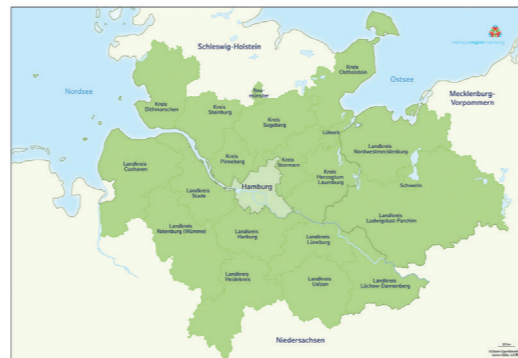 Schleswig-Holstein
metropolregion hamburg
Nordsee
Ostsee
Kreis
Ostholstein
Mecklenburg-
Vorpommern
Neu-
münster
Kreis
Dithmarschen
Kreis
Steinburg
Kreis
Segeberg
Lübeck
Landkreis
Nordwestmecklenburg
Landkreis
Cuxhaven
Kreis
Pinneberg
Kreis
Stormarn
Kreis
Herzogtum
Lauenburg
Schwerin
Hamburg
Landkreis
Stade
Landkreis
Ludwigslust-Parchim
Landkreis
Rotenburg (Wümme)
Landkreis
Harburg
Landkreis
Lüneburg
Landkreis
Heidekreis
Landkreis
Uelzen
Landkreis
Lüchow-Dannenberg
Niedersachsen